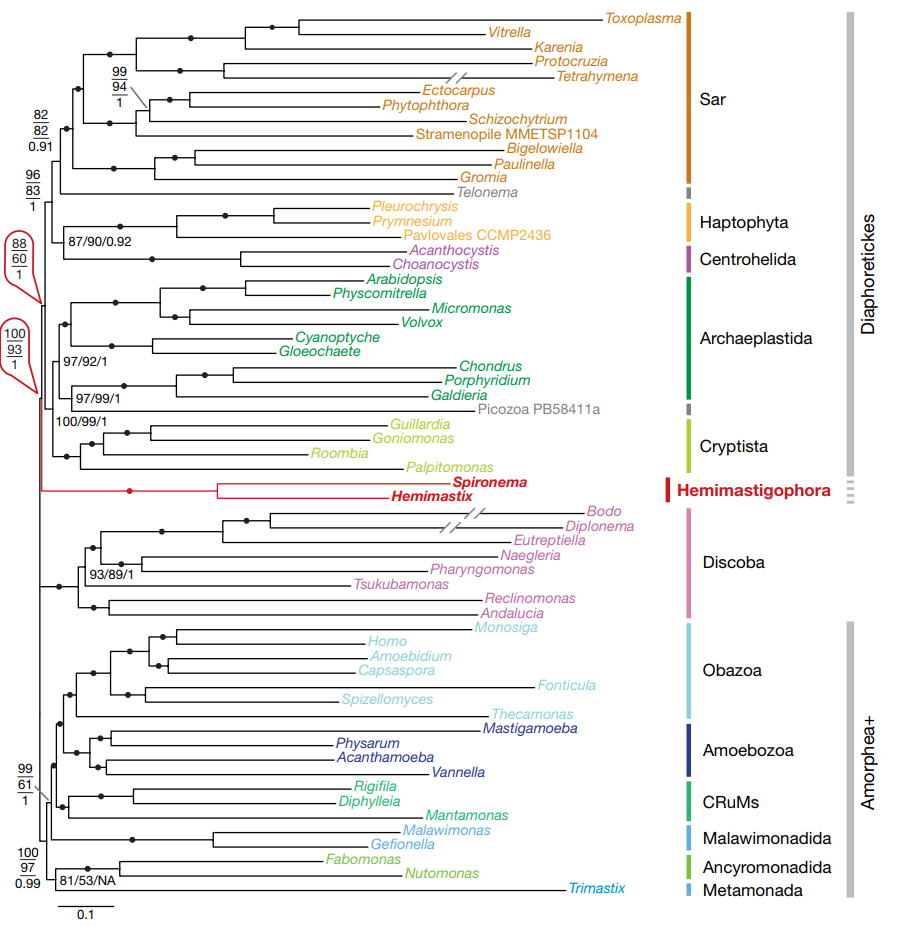 Toxoplasma
Vitrella
Karenia
Protocruzia
Tetrahymena
99
94
1
Ectocarpus
Phytophthora
Schizochytrium
Stramenopile MMETSP1104
82
82
0.91
Bigelowiella
Paulinella
Gromia
Sar
96
83
1
Telonema
Pleurochrysis
Prymnesium
Pavlovales CCMP2436
Haptophyta
87/90/0.92
88
60
1
Acanthocystis
Choanocystis
Centrohelida
Diaphoretickes
Arabidopsis
Physcomitrella
Micromonas
Volvox
Cyanoptyche
Gloeochaete
Archaeplastida
100
93
1
97/92/1
Chondrus
Porphyridium
Galdieria
97/99/1
Picozoa PB58411a
100/99/1
Guillardia
Goniomonas
Roombia
Palpitomonas
Cryptista
Spironema
Hemimastix
Hemimastigophora
Bodo
Diplonema
Eutreptiella
Naegleria
Pharyngomonas
93/89/1
Tsukubamonas
Reclinomonas
Andalucia
Discoba
Monosiga
Homo
Amoebidium
Capsaspora
Fonticula
Spizellomyces
Thecamonas
Obazoa
Mastigamoeba
Physarum
Acanthamoeba
Vannella
Amoebozoa
Amorphea+
99
61
1
Rigifila
Diphylleia
Mantamonas
CRuMs
Malawimonas
Gefionella
Malawimonadida
100
97
0.99
Fabomonas
Nutomonas
Ancyromonadida
81/53/NA
Trimastix
Metamonada
0.1